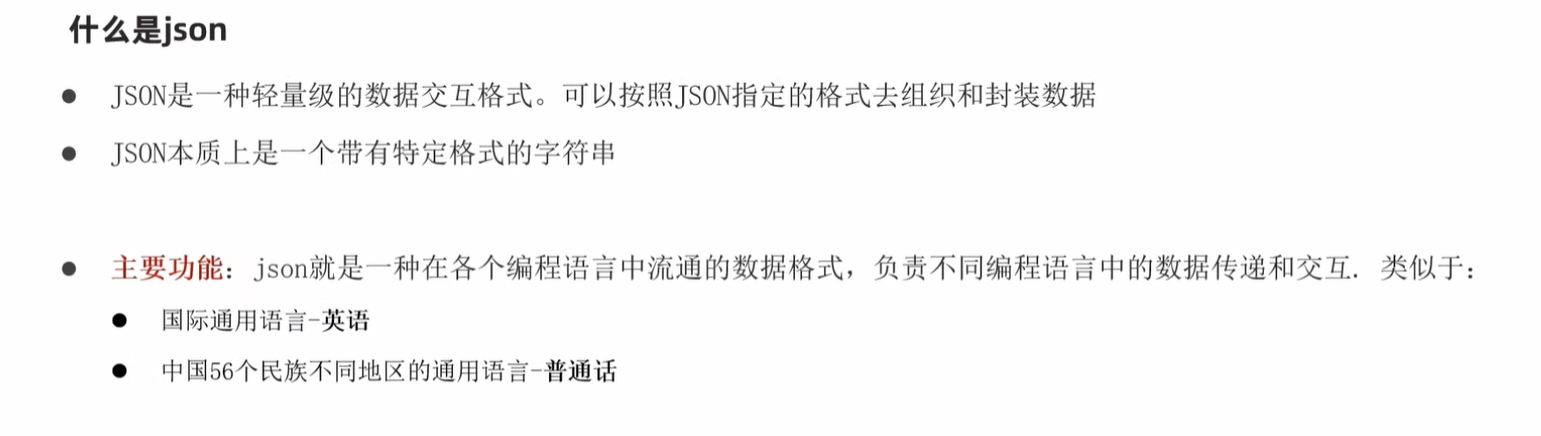 什么是json
● JSON是一种轻量级的数据交互格式。可以按照JSON指定的格式去组织和封装数据
● JSON本质上是一个带有特定格式的字符串
● 主要功能：json就是一种在各个编程语言中流通的数据格式，负责不同编程语言中的数据传递和交互. 类似于：
● 国际通用语言-英语
● 中国56个民族不同地区的通用语言-普通话